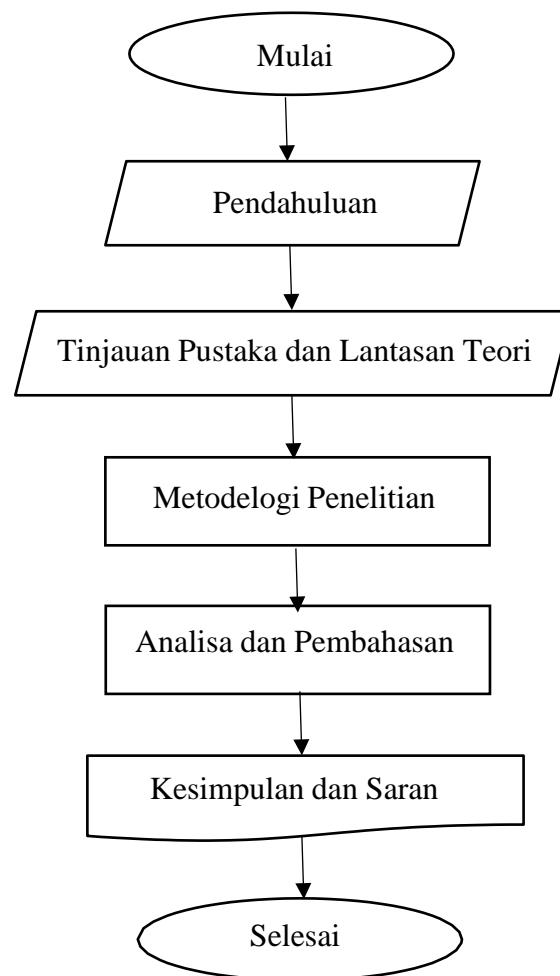 Mulai
Pendahuluan
Tinjauan Pustaka dan Lantasan Teori
Metodelogi Penelitian
Analisa dan Pembahasan
Kesimpulan dan Saran
Selesai